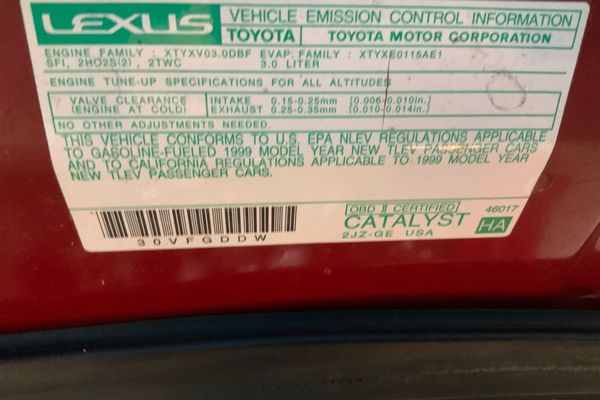 LEXUS
VEHICLE EMISSION CONTROL INFORMATION
TOYOTA TOYOTA MOTOR CORPORATION
ENGINE FAMILY : XTYXV03.0DBF EVAP. FAMILY : XTYXE0115AE1
SFI, 2HO2S(2), 2TWC 3.0 LITER
ENGINE TUNE-UP SPECIFICATIONS FOR ALL ALTITUDES
VALVE CLEARANCE INTAKE 0.15-0.25mm [0.006-0.010in.]
(ENGINE AT COLD) EXHAUST 0.25-0.35mm [0.010-0.014in.]
NO OTHER ADJUSTMENTS NEEDED.
THIS VEHICLE CONFORMS TO U.S. EPA NLEV REGULATIONS APPLICABLE
TO GASOLINE-FUELED 1999 MODEL YEAR NEW TLEV PASSENGER CARS
AND TO CALIFORNIA REGULATIONS APPLICABLE TO 1999 MODEL YEAR
NEW TLEV PASSENGER CARS.
OBD II CERTIFIED 46017
CATALYST HA
30VFGDDW 2JZ-GE USA